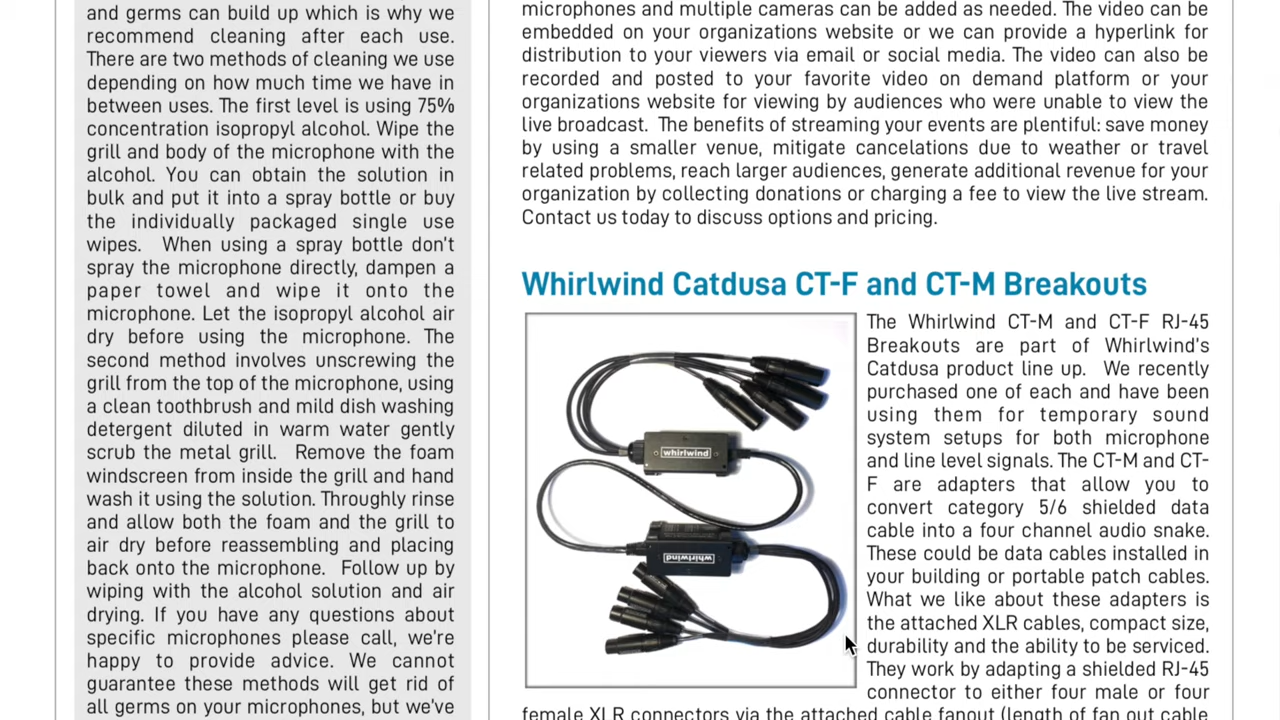 and germs can build up which is why we
recommend cleaning after each use.
There are two methods of cleaning we use
depending on how much time we have in
between uses. The first level is using 75%
concentration isopropyl alcohol. Wipe the
grill and body of the microphone with the
alcohol. You can obtain the solution in
bulk and put it into a spray bottle or buy
the individually packaged single use
wipes. When using a spray bottle don't
spray the microphone directly, dampen a
paper towel and wipe it onto the
microphone. Let the isopropyl alcohol air
dry before using the microphone. The
second method involves unscrewing the
grill from the top of the microphone, using
a clean toothbrush and mild dish washing
detergent diluted in warm water gently
scrub the metal grill. Remove the foam
windscreen from inside the grill and hand
wash it using the solution. Throughly rinse
and allow both the foam and the grill to
air dry before reassembling and placing
back onto the microphone. Follow up by
wiping with the alcohol solution and air
drying. If you have any questions about
specific microphones please call, we're
happy to provide advice. We cannot
guarantee these methods will get rid of
all germs on your microphones, but we've
microphones and multiple cameras can be added as needed. The video can be
embedded on your organizations website or we can provide a hyperlink for
distribution to your viewers via email or social media. The video can also be
recorded and posted to your favorite video on demand platform or your
organizations website for viewing by audiences who were unable to view the
live broadcast. The benefits of streaming your events are plentiful: save money
by using a smaller venue, mitigate cancelations due to weather or travel
related problems, reach larger audiences, generate additional revenue for your
organization by collecting donations or charging a fee to view the live stream.
Contact us today to discuss options and pricing.
Whirlwind Catdusa CT-F and CT-M Breakouts
whirlwind
whirlwind
The Whirlwind CT-M and CT-F RJ-45
Breakouts are part of Whirlwind's
Catdusa product line up. We recently
purchased one of each and have been
using them for temporary sound
system setups for both microphone
and line level signals. The CT-M and CT-
F are adapters that allow you to
convert category 5/6 shielded data
cable into a four channel audio snake.
These could be data cables installed in
your building or portable patch cables.
What we like about these adapters is
the attached XLR cables, compact size,
durability and the ability to be serviced.
They work by adapting a shielded RJ-45
connector to either four male or four
female XLR connectors via the attached cable fanout (length of fan out cable